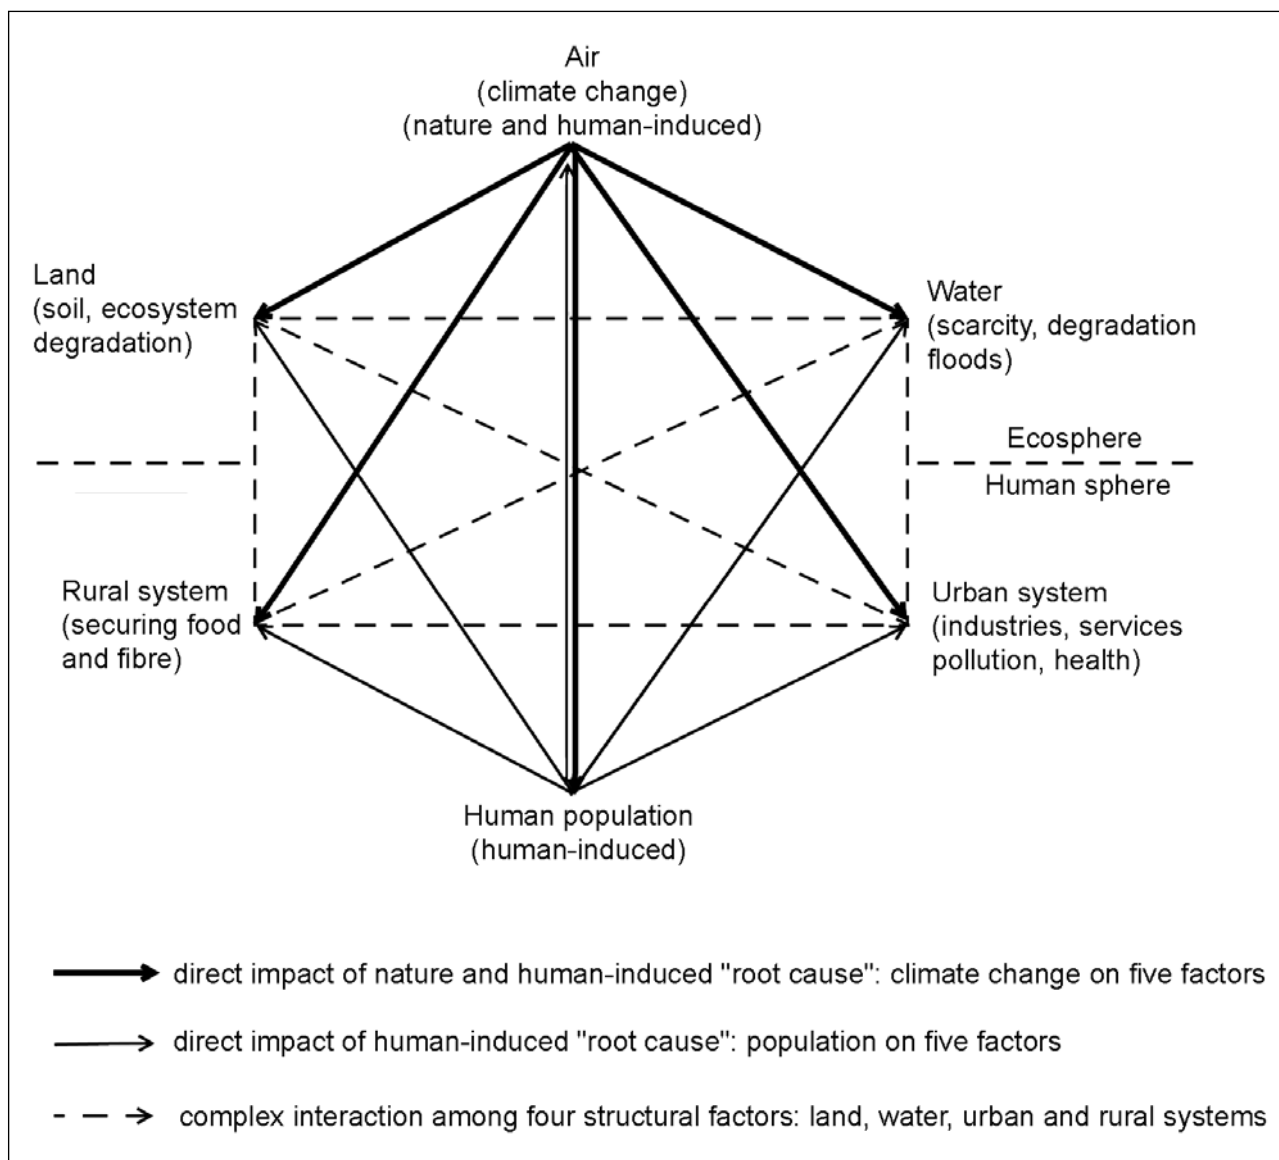 Air
(climate change)
(nature and human-induced)
Land
(soil, ecosystem
degradation)
Water
(scarcity, degradation
floods)
Ecosphere
Human sphere
Rural system
(securing food
and fibre)
Urban system
(industries, services
pollution, health)
Human population
(human-induced)
direct impact of nature and human-induced "root cause": climate change on five factors
direct impact of human-induced "root cause": population on five factors
complex interaction among four structural factors: land, water, urban and rural systems